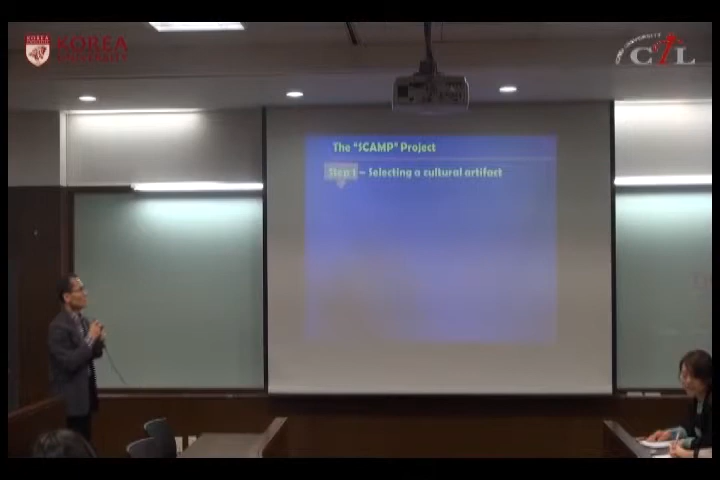 KOREA
UNIVERSITY
CTL
The "SCAMP" Project
Step 1 – Selecting a cultural artifact